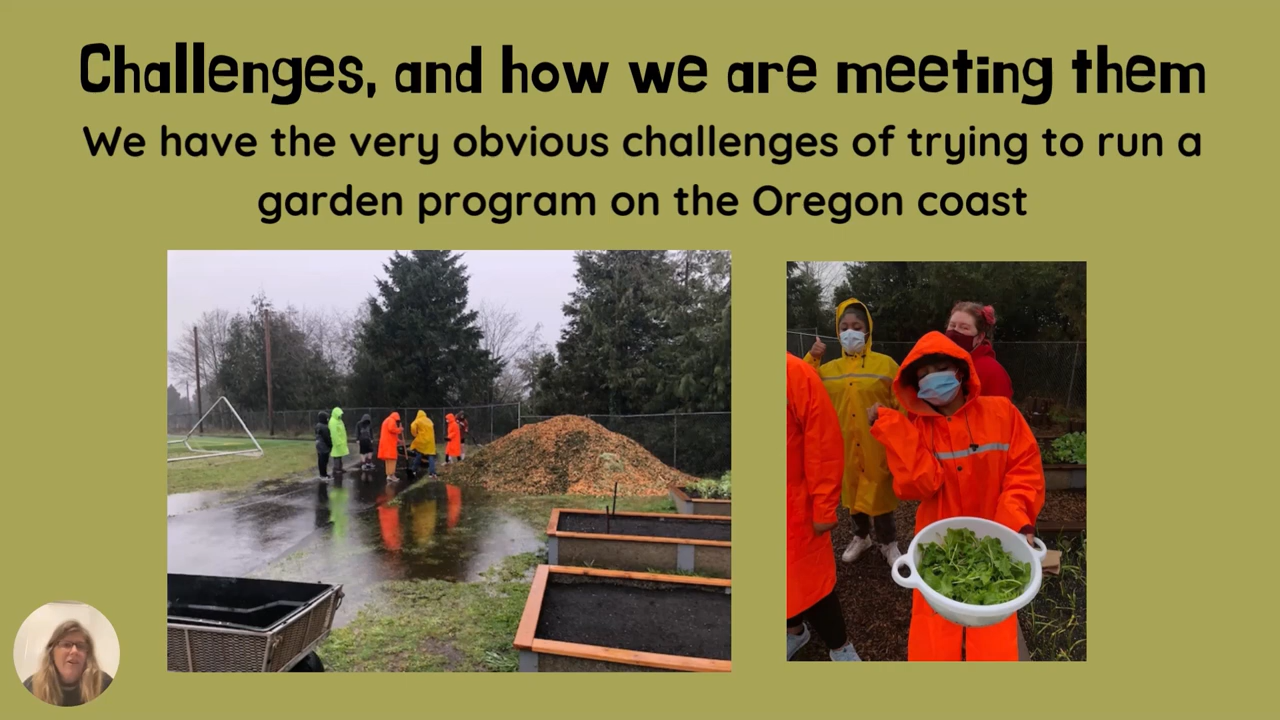 Challenges, and how we are meeting them
We have the very obvious challenges of trying to run a
garden program on the Oregon coast